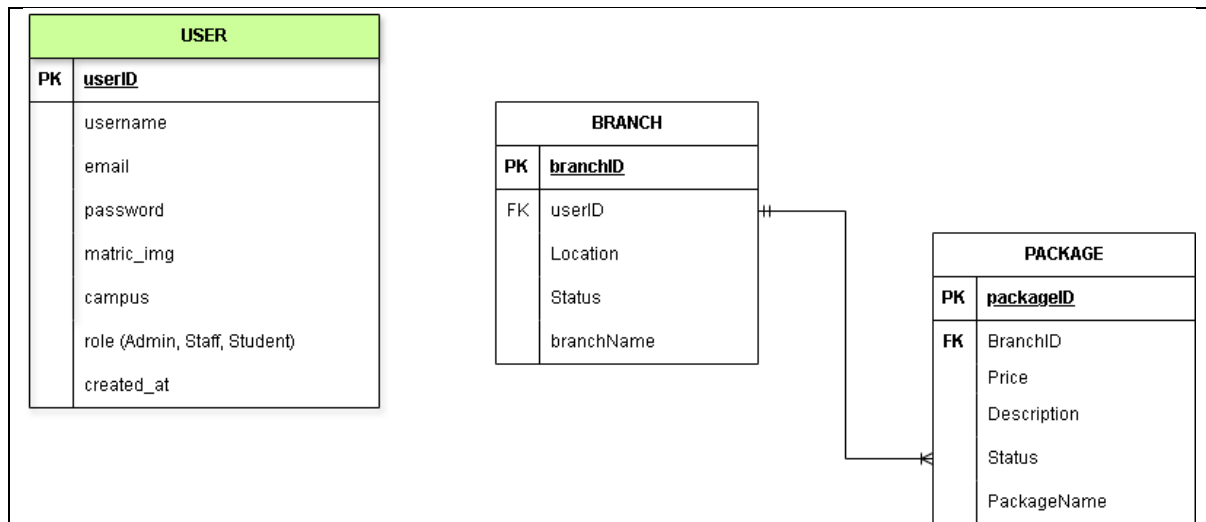 USER
PK userID
username
email
password
matric_img
campus
role (Admin, Staff, Student)
created_at
BRANCH
PK branchID
FK userID
Location
Status
branchName
PACKAGE
PK packageID
FK BranchID
Price
Description
Status
PackageName